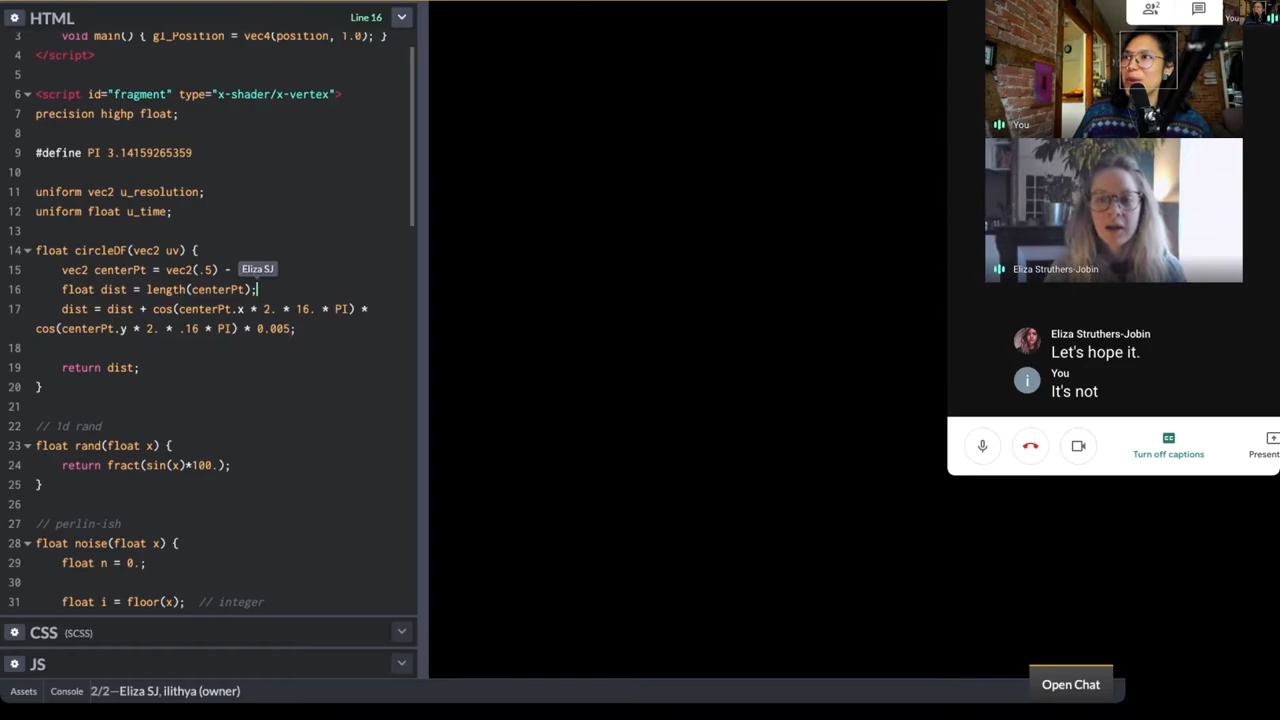 HTML
Line 16
3 void main() { gl_Position = vec4(position, 1.0); }
4 </script>
5
6 <script id="fragment" type="x-shader/x-vertex">
7 precision highp float;
8
9 #define PI 3.14159265359
10
11 uniform vec2 u_resolution;
12 uniform float u_time;
13
14 float circleDF(vec2 uv) {
15 vec2 centerPt = vec2(.5) -
Eliza SJ
16 float dist = length(centerPt);
17 dist = dist + cos(centerPt.x * 2. * 16. * PI) *
cos(centerPt.y * 2. * .16 * PI) * 0.005;
18
19 return dist;
20 }
21
22 // 1d rand
23 float rand(float x) {
24 return fract(sin(x)*100.);
25 }
26
27 // perlin-ish
28 float noise(float x) {
29 float n = 0.;
30
31 float i = floor(x); // integer
CSS (SCSS)
JS
Assets Console 2/2—Eliza SJ, ilithya (owner)
Open Chat
2
You
You
Eliza Struthers-Jobin
Eliza Struthers-Jobin
Let's hope it.
i
You
It's not
Turn off captions
Present